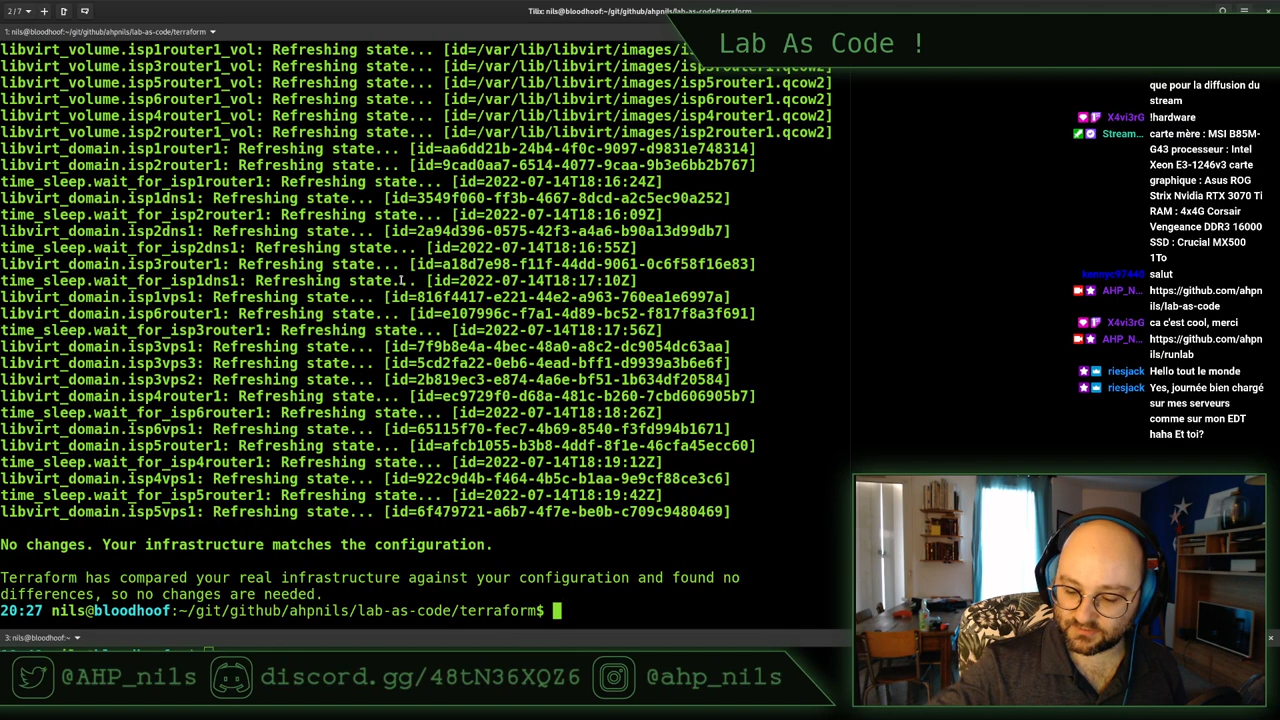 2 / 7
Tilix: nils@bloodhoof:~/git/github/ahpnils/lab-as-code/terraform
1: nils@bloodhoof:~/git/github/ahpnils/lab-as-code/terraform
Lab As Code !
libvirt_volume.isp1router1_vol: Refreshing state... [id=/var/lib/libvirt/images/
libvirt_volume.isp3router1_vol: Refreshing state... [id=/var/lib/libvirt/images/
libvirt_volume.isp5router1_vol: Refreshing state... [id=/var/lib/libvirt/images/isp5router1.qcow2]
libvirt_volume.isp6router1_vol: Refreshing state... [id=/var/lib/libvirt/images/isp6router1.qcow2]
libvirt_volume.isp4router1_vol: Refreshing state... [id=/var/lib/libvirt/images/isp4router1.qcow2]
libvirt_volume.isp2router1_vol: Refreshing state... [id=/var/lib/libvirt/images/isp2router1.qcow2]
libvirt_domain.isp1router1: Refreshing state... [id=aa6dd21b-24b4-4f0c-9097-d9831e748314]
libvirt_domain.isp2router1: Refreshing state... [id=9cad0aa7-6514-4077-9caa-9b3e6bb2b767]
time_sleep.wait_for_isp1router1: Refreshing state... [id=2022-07-14T18:16:24Z]
libvirt_domain.isp1dns1: Refreshing state... [id=3549f060-ff3b-4667-8dcd-a2c5ec90a252]
time_sleep.wait_for_isp2router1: Refreshing state... [id=2022-07-14T18:16:09Z]
libvirt_domain.isp2dns1: Refreshing state... [id=2a94d396-0575-42f3-a4a6-b90a13d99db7]
time_sleep.wait_for_isp2dns1: Refreshing state... [id=2022-07-14T18:16:55Z]
libvirt_domain.isp3router1: Refreshing state... [id=a18d7e98-f11f-44dd-9061-0c6f58f16e83]
time_sleep.wait_for_isp1dns1: Refreshing state... [id=2022-07-14T18:17:10Z]
libvirt_domain.isp1vps1: Refreshing state... [id=816f4417-e221-44e2-a963-760ea1e6997a]
libvirt_domain.isp6router1: Refreshing state... [id=e107996c-f7a1-4d89-bc52-f817f8a3f691]
time_sleep.wait_for_isp3router1: Refreshing state... [id=2022-07-14T18:17:56Z]
libvirt_domain.isp3vps1: Refreshing state... [id=7f9b8e4a-4bec-48a0-a8c2-dc9054dc63aa]
libvirt_domain.isp3vps3: Refreshing state... [id=5cd2fa22-0eb6-4ead-bff1-d9939a3b6e6f]
libvirt_domain.isp3vps2: Refreshing state... [id=2b819ec3-e874-4a6e-bf51-1b634df20584]
libvirt_domain.isp4router1: Refreshing state... [id=ec9729f0-d68a-481c-b260-7cbd606905b7]
time_sleep.wait_for_isp6router1: Refreshing state... [id=2022-07-14T18:18:26Z]
libvirt_domain.isp6vps1: Refreshing state... [id=65115f70-fec7-4b69-8540-f3fd994b1671]
libvirt_domain.isp5router1: Refreshing state... [id=afcb1055-b3b8-4ddf-8f1e-46cfa45ecc60]
time_sleep.wait_for_isp4router1: Refreshing state... [id=2022-07-14T18:19:12Z]
libvirt_domain.isp4vps1: Refreshing state... [id=922c9d4b-f464-4b5c-b1aa-9e9cf88ce3c6]
time_sleep.wait_for_isp5router1: Refreshing state... [id=2022-07-14T18:19:42Z]
libvirt_domain.isp5vps1: Refreshing state... [id=6f479721-a6b7-4f7e-be0b-c709c9480469]
No changes. Your infrastructure matches the configuration.
Terraform has compared your real infrastructure against your configuration and found no
differences, so no changes are needed.
20:27 nils@bloodhoof:~/git/github/ahpnils/lab-as-code/terraform$
3: nils@bloodhoof:~
que pour la diffusion du
stream
X4vi3rG !hardware
Stream... carte mère : MSI B85M-
G43 processeur : Intel
Xeon E3-1246v3 carte
graphique : Asus ROG
Strix Nvidia RTX 3070 Ti
RAM : 4x4G Corsair
Vengeance DDR3 16000
SSD : Crucial MX500
1To
kennyc97440 salut
AHP_N... https://github.com/ahpn
ils/lab-as-code
X4vi3rG ca c'est cool, merci
AHP_N... https://github.com/ahpn
ils/runlab
riesjack Hello tout le monde
riesjack Yes, journée bien chargé
sur mes serveurs
comme sur mon EDT
haha Et toi?
@AHP_nils
discord.gg/48tN36XQZ6
@ahp_nils